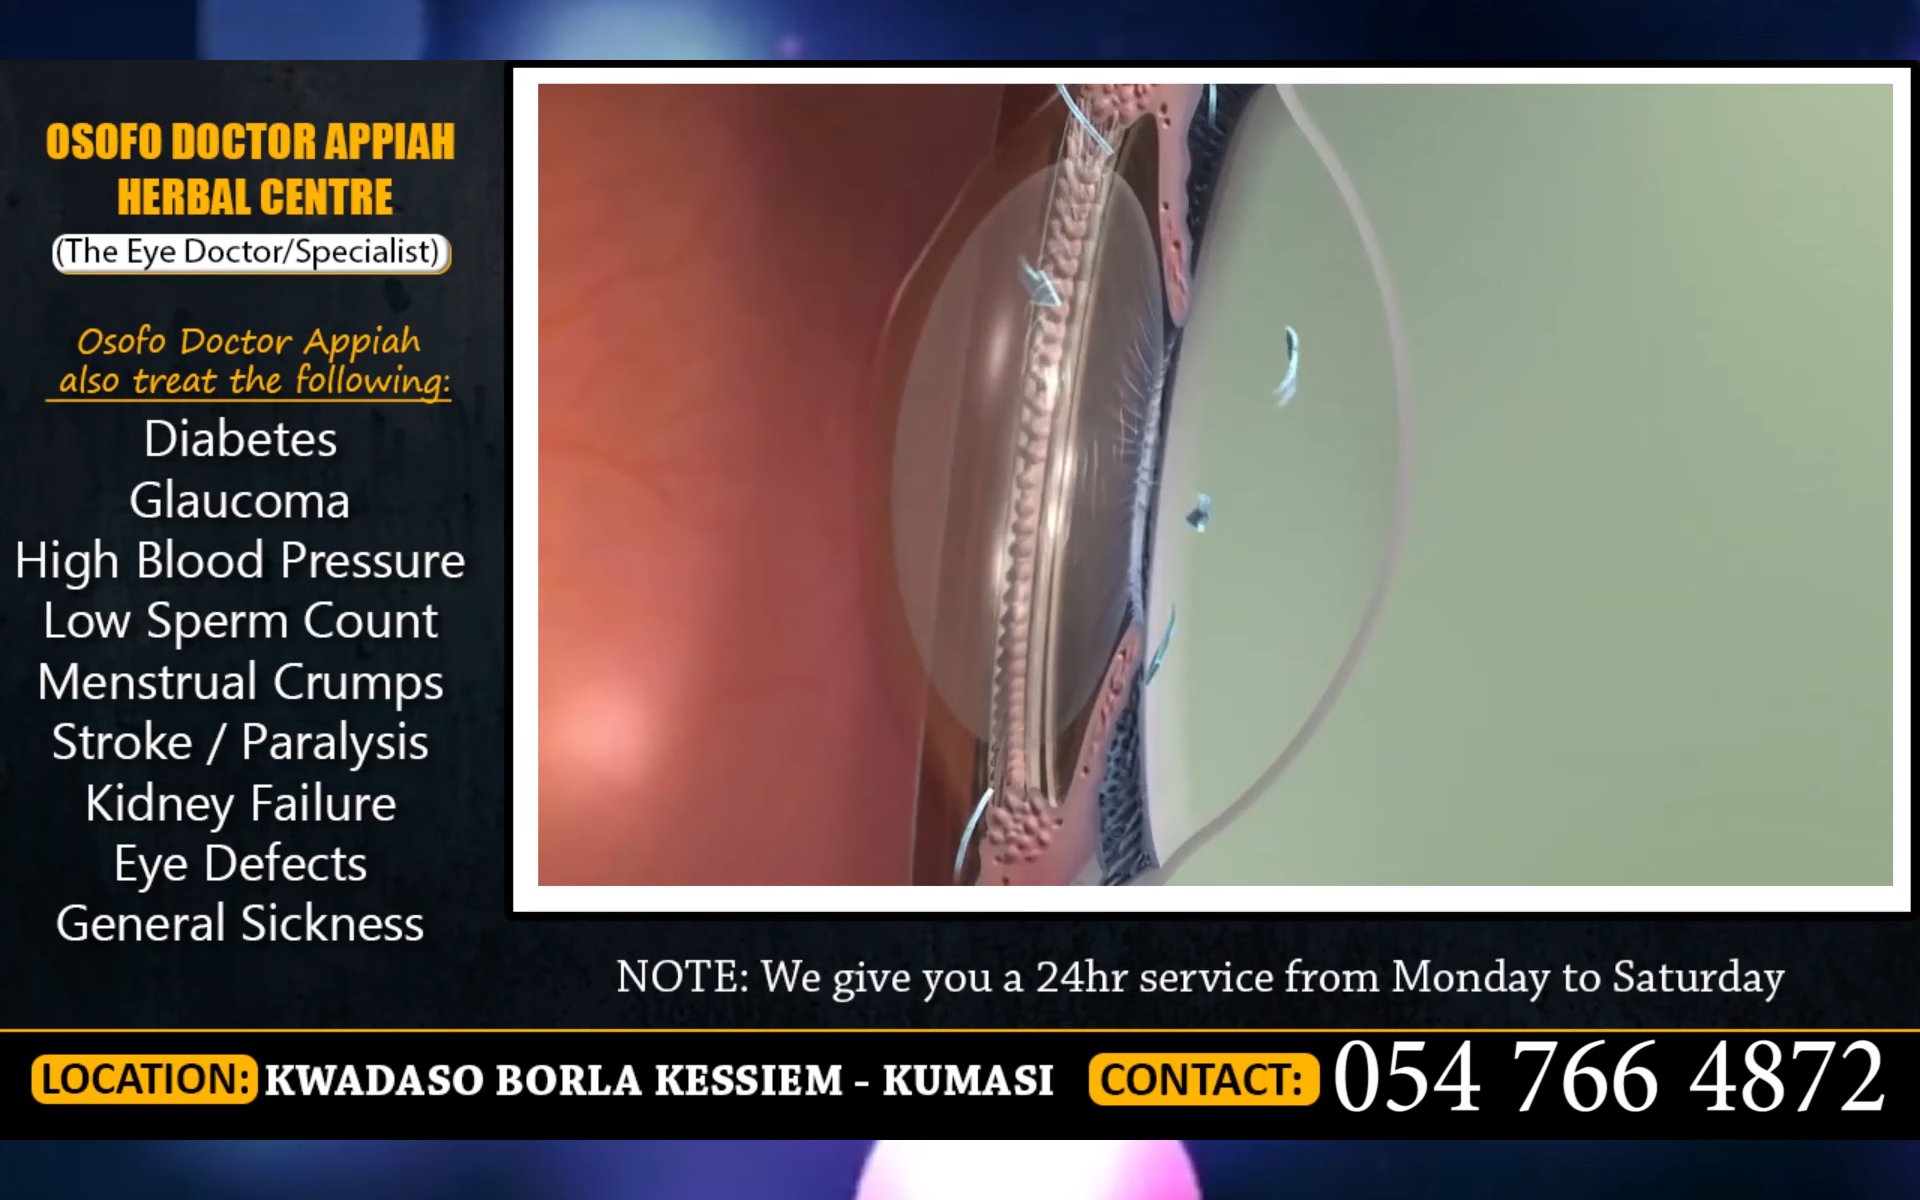 OSOFO DOCTOR APPIAH
HERBAL CENTRE
(The Eye Doctor/Specialist)
Osofo Doctor Appiah
also treat the following:
Diabetes
Glaucoma
High Blood Pressure
Low Sperm Count
Menstrual Crumps
Stroke / Paralysis
Kidney Failure
Eye Defects
General Sickness
NOTE: We give you a 24hr service from Monday to Saturday
LOCATION: KWADASO BORLA KESSIEM - KUMASI CONTACT: 054 766 4872